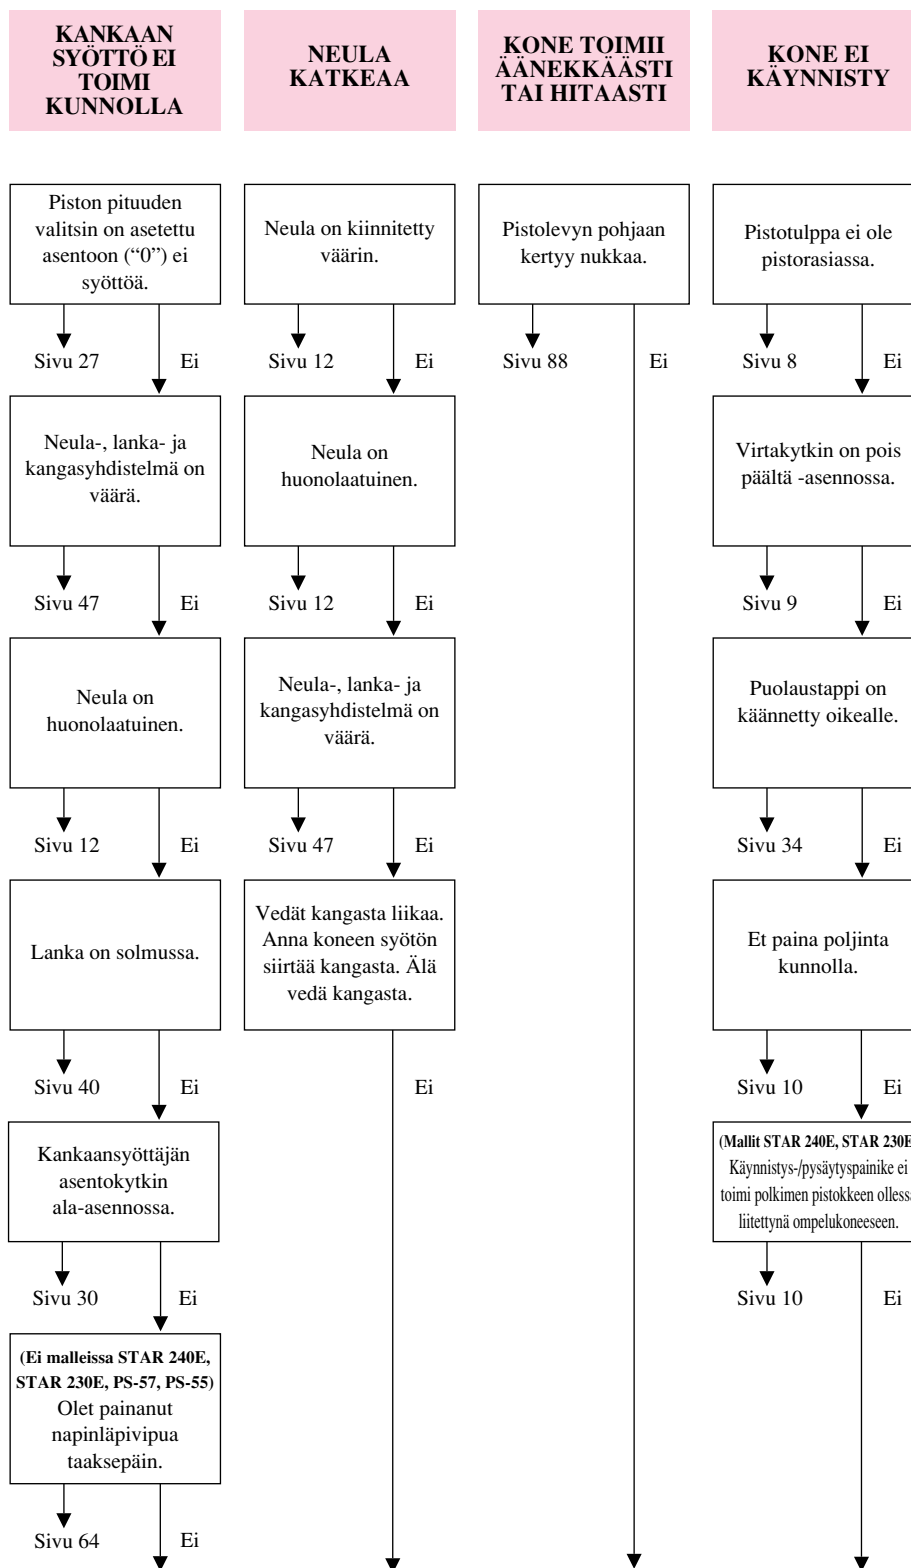 KANKAAN
SYÖTTÖ EI
TOIMI
KUNNOLLA
Piston pituuden
valitsin on asetettu
asentoon (“0”) ei
syöttöä.
Sivu 27
Ei
Neula-, lanka- ja
kangasyhdistelmä on
väärä.
Sivu 47
Ei
Neula on
huonolaatuinen.
Sivu 12
Ei
Lanka on solmussa.
Sivu 40
Ei
Kankaansyöttäjän
asentokytkin
ala-asennossa.
Sivu 30
Ei
(Ei malleissa STAR 240E,
STAR 230E, PS-57, PS-55)
Olet painanut
napinläpivipua
taaksepäin.
Sivu 64
Ei
NEULA
KATKEAA
Neula on kiinnitetty
väärin.
Sivu 12
Ei
Neula on
huonolaatuinen.
Sivu 12
Ei
Neula-, lanka- ja
kangasyhdistelmä on
väärä.
Sivu 47
Ei
Vedät kangasta liikaa.
Anna koneen syötön
siirtää kangasta. Älä
vedä kangasta.
Ei
KONE TOIMII
ÄÄNEKKÄÄSTI
TAI HITAASTI
Pistolevyn pohjaan
kertyy nukkaa.
Sivu 88
Ei
KONE EI
KÄYNNISTY
Pistotulppa ei ole
pistorasiassa.
Sivu 8
Ei
Virtakytkin on pois
päältä -asennossa.
Sivu 9
Ei
Puolaustappi on
käännetty oikealle.
Sivu 34
Ei
Et paina poljinta
kunnolla.
Sivu 10
Ei
(Mallit STAR 240E, STAR 230E
Käynnistys-/pysäytyspainike ei
toimi polkimen pistokkeen ollessa
liitettynä ompelukoneeseen.
Sivu 10
Ei